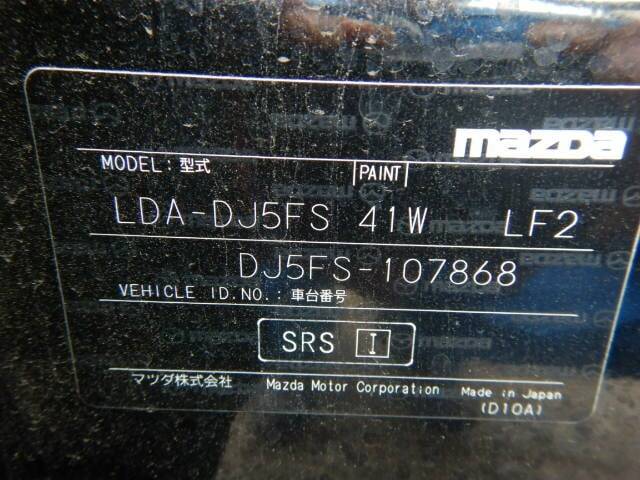 mazda
MODEL：型式 PAINT
LDA-DJ5FS 41W LF2
DJ5FS-107868
VEHICLE ID.NO.：車台番号
SRS I
マツダ株式会社 Mazda Motor Corporation Made in Japan
(D10A)